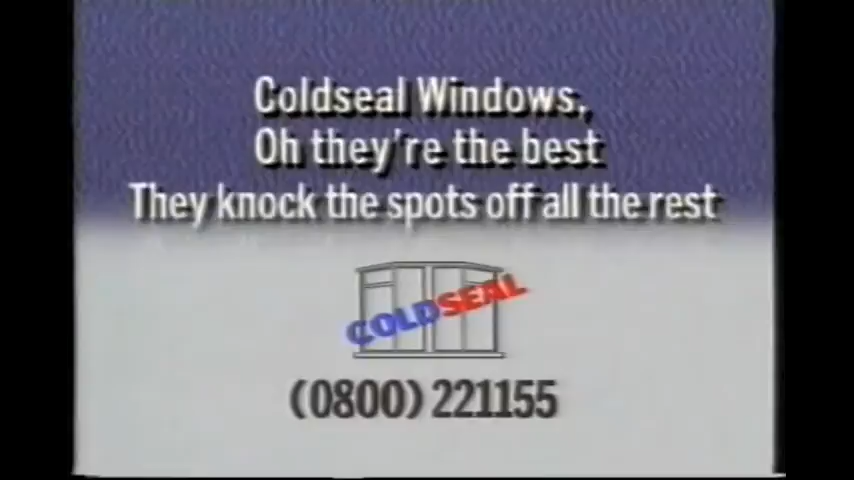 Coldseal Windows,
Oh they're the best
They knock the spots off all the rest
COLDSEAL
(0800) 221155